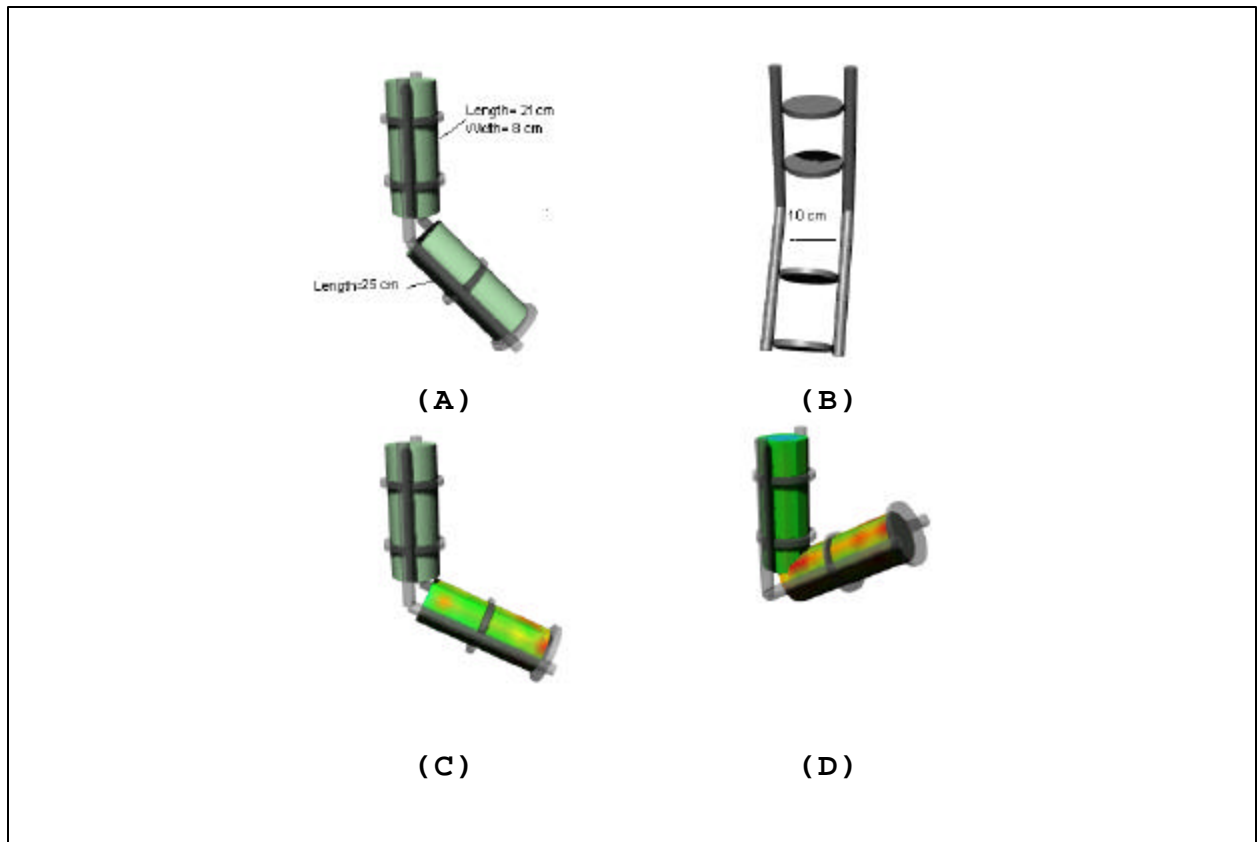 Length= 21 cm
Width= 8 cm
Length=25 cm
10 cm
(A)
(B)
(C)
(D)